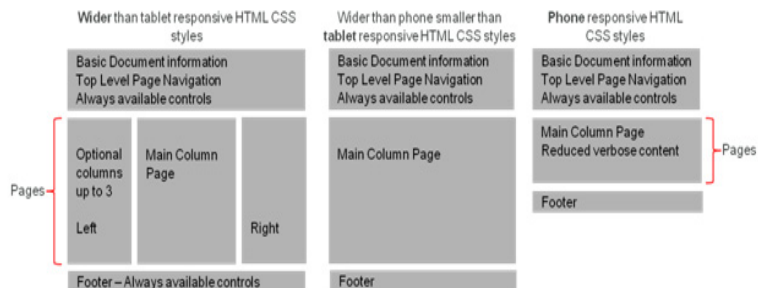 Wider than tablet responsive HTML CSS
styles
Basic Document information
Top Level Page Navigation
Always available controls
Pages
Optional
columns
up to 3
Left
Main Column
Page
Right
Footer – Always available controls
Wider than phone smaller than
tablet responsive HTML CSS styles
Basic Document information
Top Level Page Navigation
Always available controls
Main Column Page
Footer
Phone responsive HTML
CSS styles
Basic Document information
Top Level Page Navigation
Always available controls
Main Column Page
Reduced verbose content
Pages
Footer